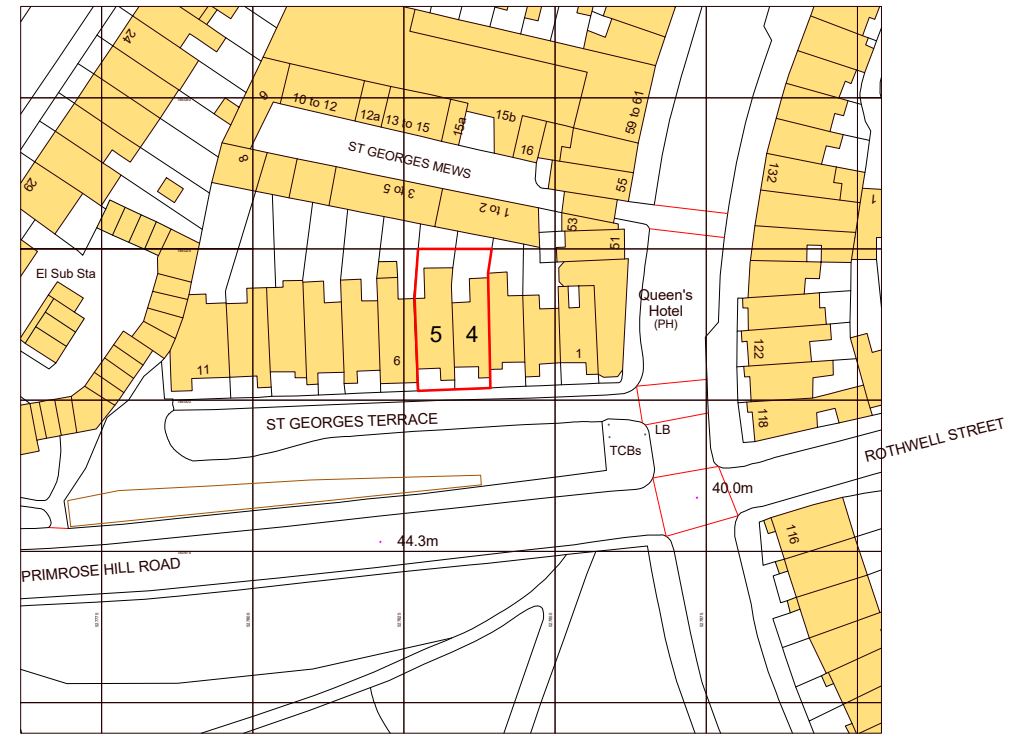 24
6
10 to 12
12a
13 to 15
15a
15b
16
59 to 61
ST GEORGES MEWS
8
3 to 5
1 to 2
55
53
51
132
1
29
El Sub Sta
Queen's
Hotel
(PH)
11
6
5
4
1
122
118
ST GEORGES TERRACE
LB
TCBs
ROTHWELL STREET
40.0m
116
44.3m
PRIMROSE HILL ROAD